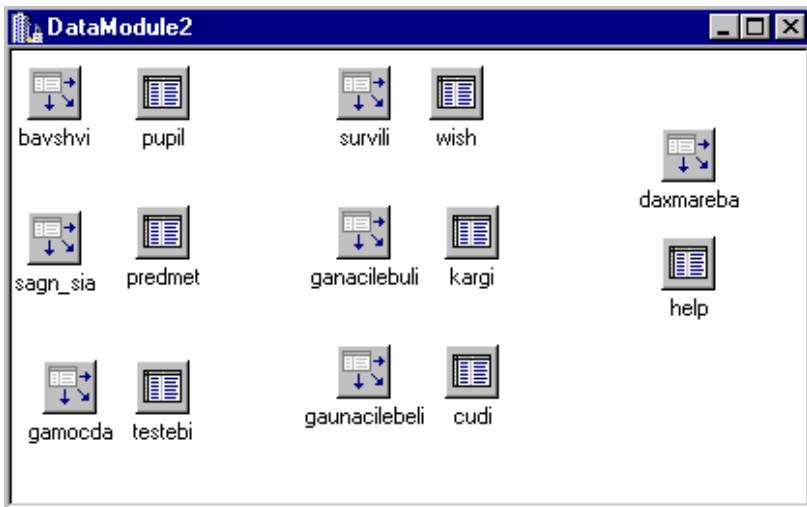 DataModule2
bavshvi pupil survili wish
daxmareba
sagn_sia predmet ganacilebuli kargi
help
gamocda testebi gaunacilebeli cudi